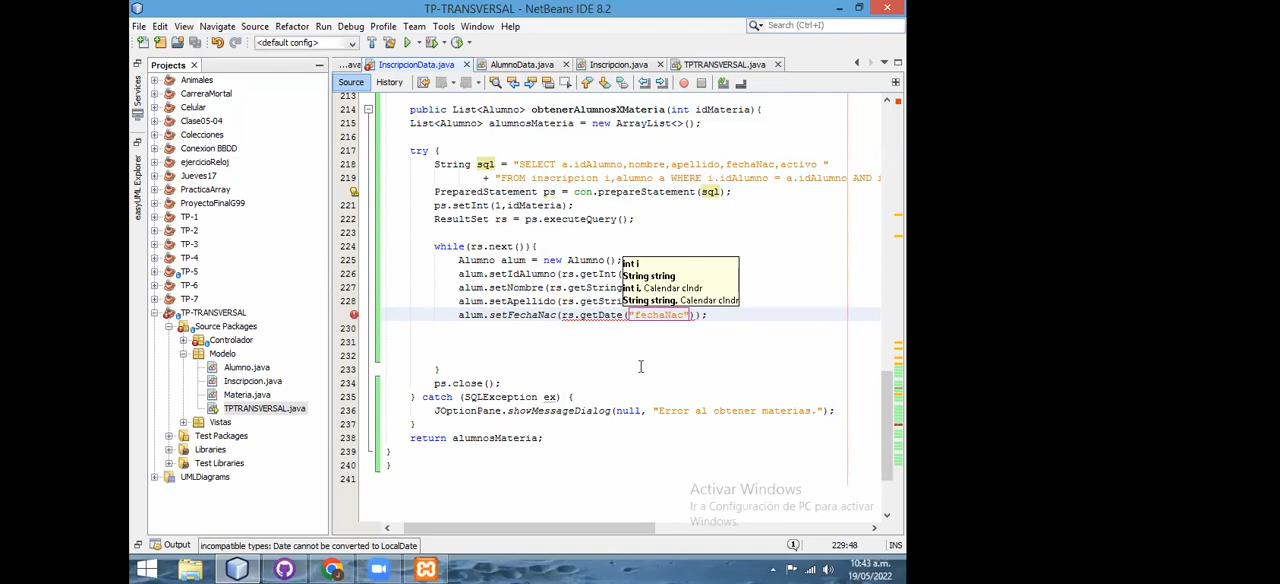 TP-TRANSVERSAL - NetBeans IDE 8.2
File Edit View Navigate Source Refactor Run Debug Profile Team Tools Window Help
Search (Ctrl+I)
<default config>
Projects
...ava InscripcionData.java AlumnoData.java Inscripcion.java TPTRANSVERSAL.java
Source History
Services
easyUML Explorer
Animales
CarreraMortal
Celular
Clase05-04
Colecciones
Conexion BBDD
ejercicioReloj
Jueves17
PracticaArray
ProyectoFinalG99
TP-1
TP-2
TP-3
TP-4
TP-5
TP-6
TP-7
TP-TRANSVERSAL
Source Packages
Controlador
Modelo
Alumno.java
Inscripcion.java
Materia.java
TPTRANSVERSAL.java
Vistas
Test Packages
Libraries
Test Libraries
UMLDiagrams
213
214 public List<Alumno> obtenerAlumnosXMateria(int idMateria){
215 List<Alumno> alumnosMateria = new ArrayList<>();
216
217 try {
218 String sql = "SELECT a.idAlumno,nombre,apellido,fechaNac,activo "
219 + "FROM inscripcion i,alumno a WHERE i.idAlumno = a.idAlumno AND i
PreparedStatement ps = con.prepareStatement(sql);
221 ps.setInt(1,idMateria);
222 ResultSet rs = ps.executeQuery();
223
224 while(rs.next()){
225 Alumno alum = new Alumno();
226 alum.setIdAlumno(rs.getInt(
227 alum.setNombre(rs.getString
228 alum.setApellido(rs.getStri
alum.setFechaNac(rs.getDate("fechaNac"));
int i
String string
int i, Calendar clndr
String string, Calendar clndr
230
231
232
233 }
234 ps.close();
235 } catch (SQLException ex) {
236 JOptionPane.showMessageDialog(null, "Error al obtener materias.");
237 }
238 return alumnosMateria;
239 }
240 }
241
Activar Windows
Ir a Configuración de PC para activar
Windows.
Output
incompatible types: Date cannot be converted to LocalDate
1
229:48
INS
10:43 a.m.
19/05/2022